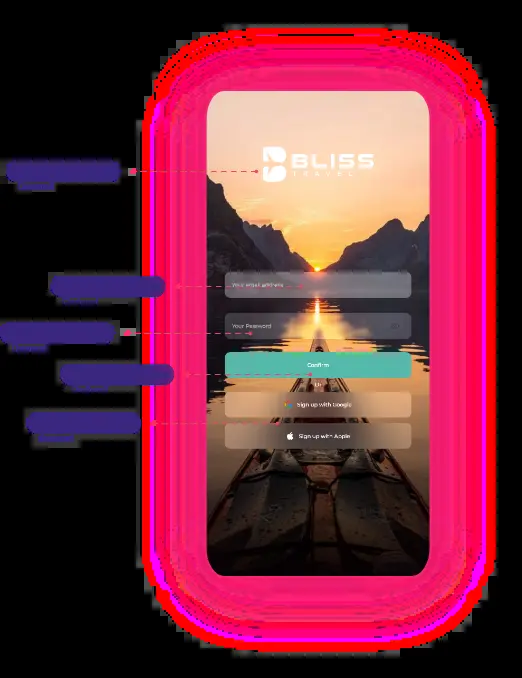 BLISS
TRAVEL
Your email address
Your Password
Confirm
Sign up with Google
Sign up with Apple